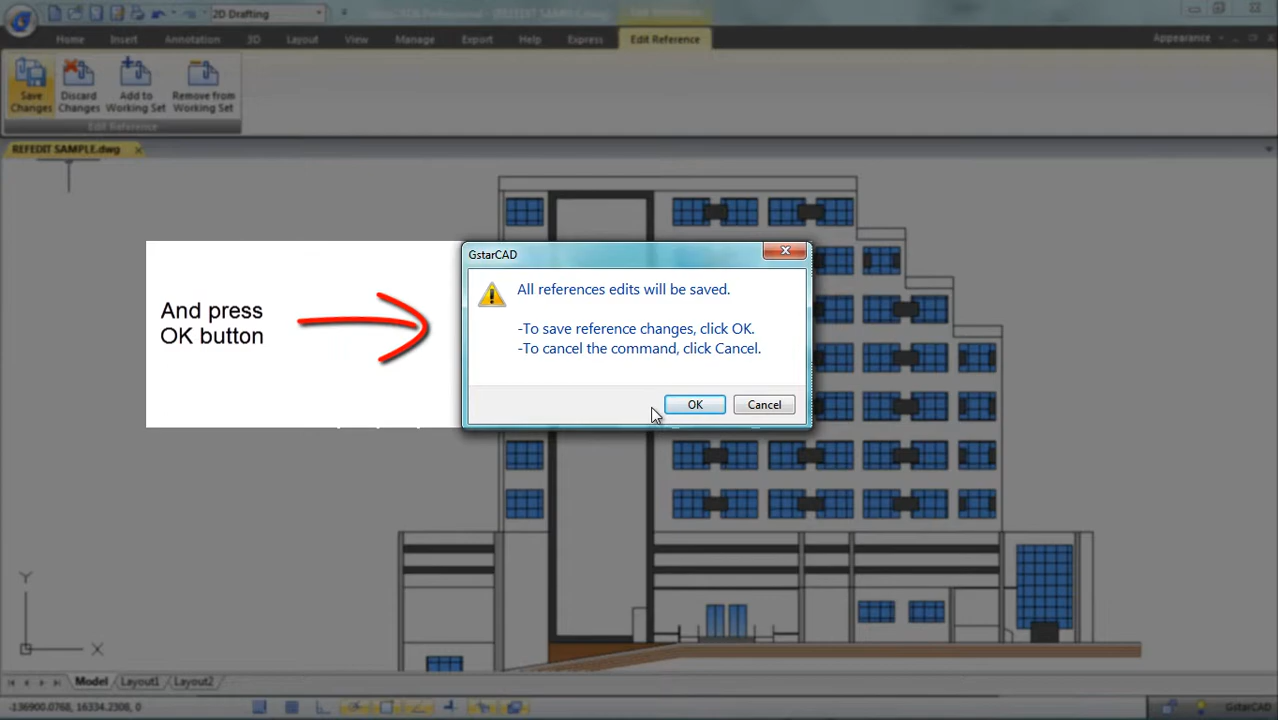 2D Drafting
Edit Reference
Home Insert Annotation 3D Layout View Manage Export Help Express Edit Reference Appearance
Save Changes
Discard Changes
Add to Working Set
Remove from Working Set
Edit Reference
REFEDIT SAMPLE.dwg
And press
OK button
GstarCAD
All references edits will be saved.
-To save reference changes, click OK.
-To cancel the command, click Cancel.
OK Cancel
Y
X
Model Layout1 Layout2
-136900.0768, 16334.2308, 0
GstarCAD